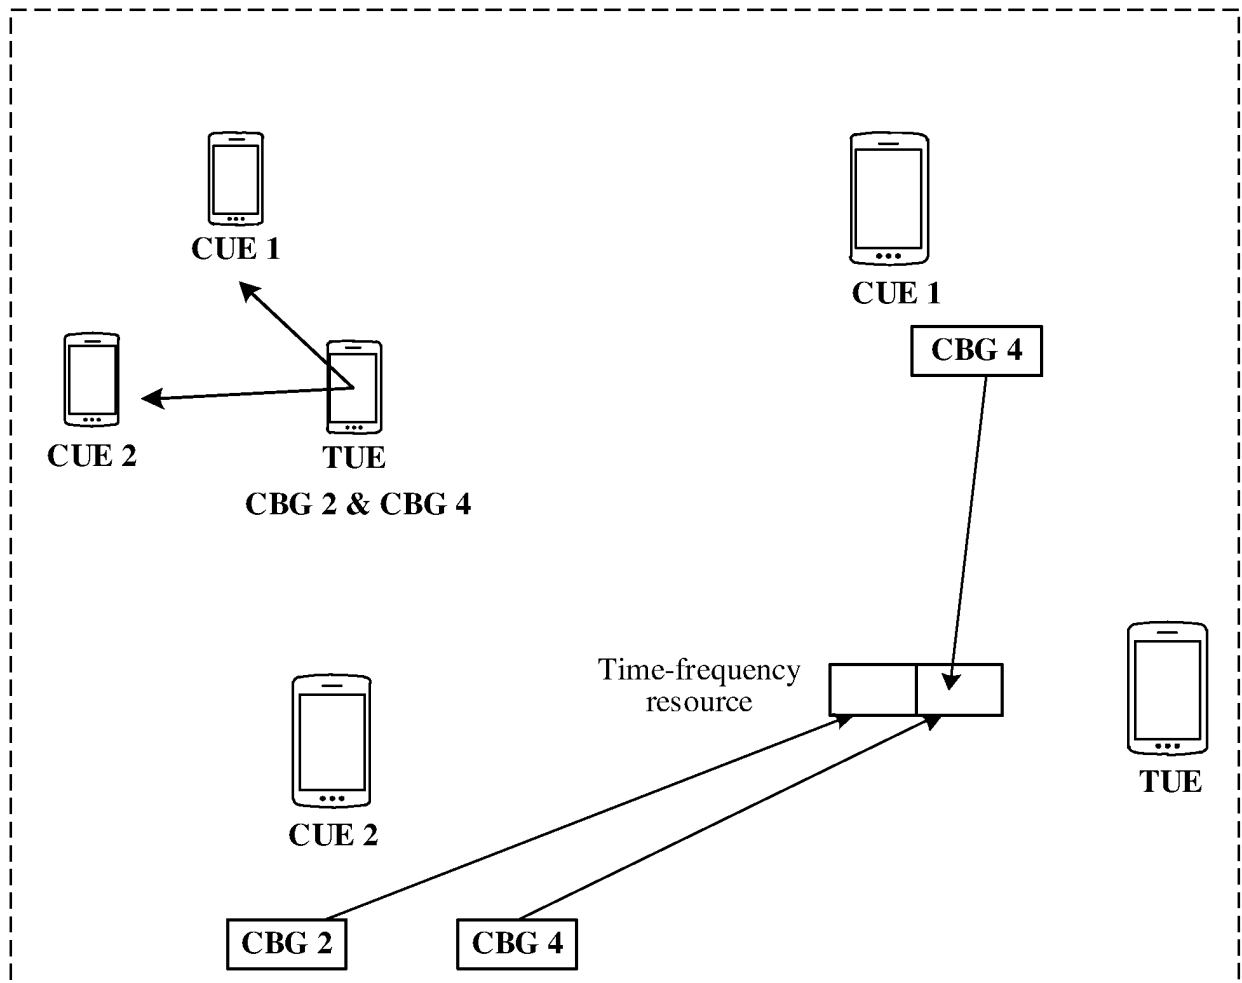 CUE 1
CUE 2
TUE
CBG 2 & CBG 4
CUE 1
CBG 4
Time-frequency
resource
TUE
CUE 2
CBG 2
CBG 4